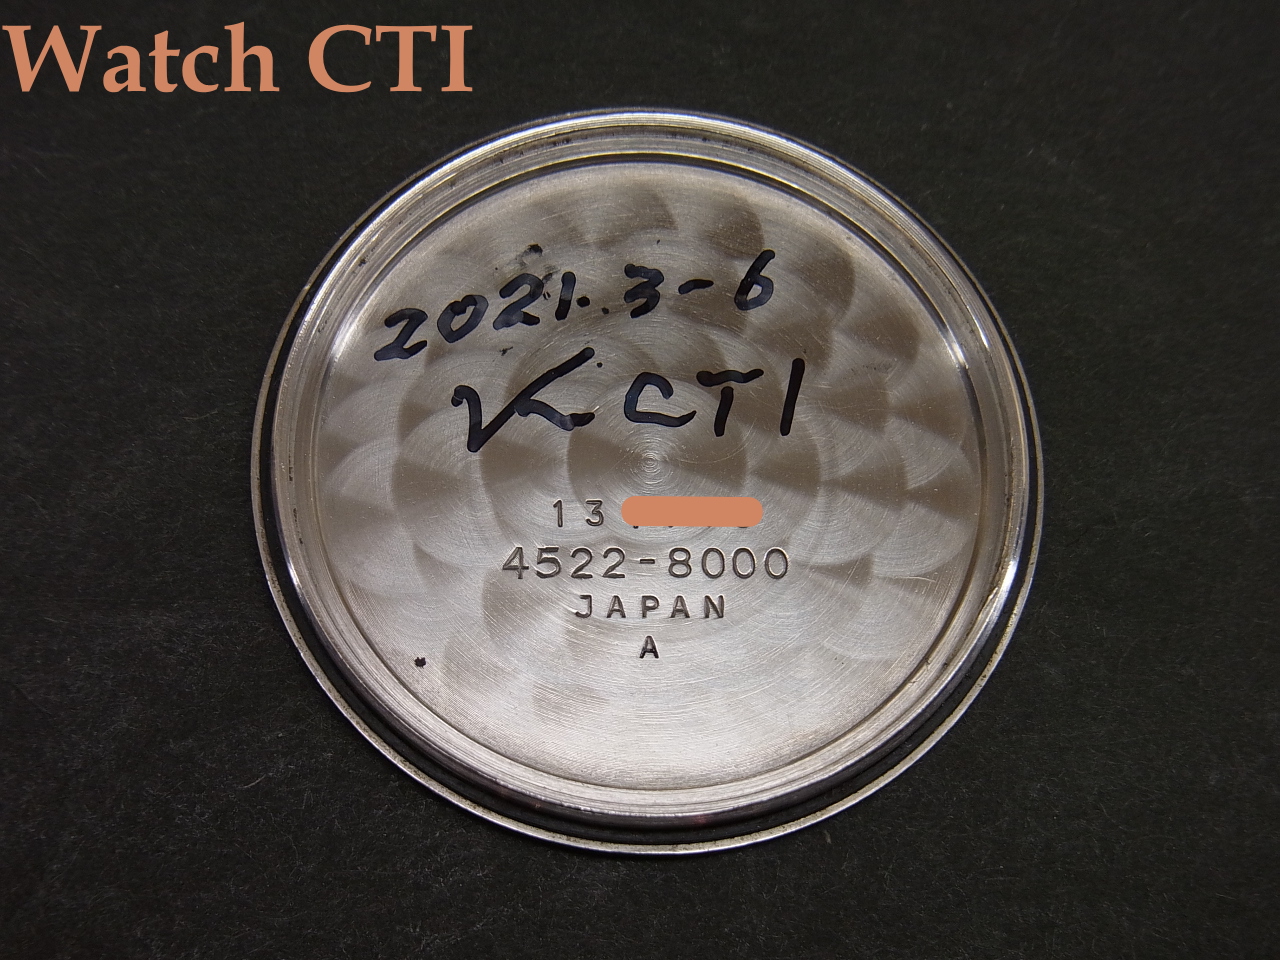 Watch CTI
2021.3-6
K CTI
13
4522-8000
JAPAN
A